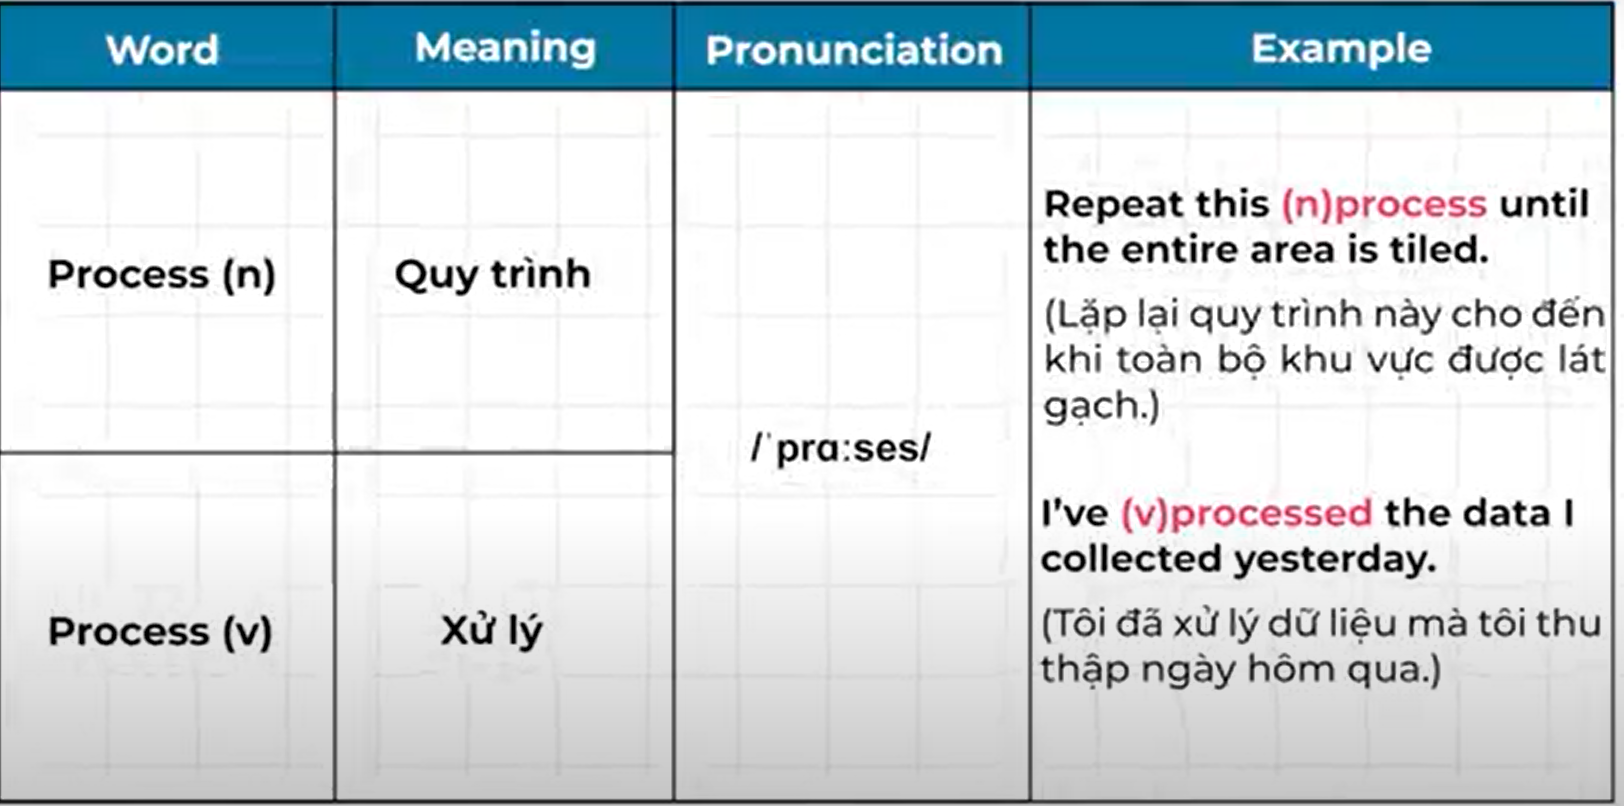 Word
Meaning
Pronunciation
Example
Process (n)
Quy trình
/ˈprɑːses/
Repeat this (n)process until
the entire area is tiled.
(Lặp lại quy trình này cho đến
khi toàn bộ khu vực được lát
gạch.)
Process (v)
Xử lý
I've (v)processed the data I
collected yesterday.
(Tôi đã xử lý dữ liệu mà tôi thu
thập ngày hôm qua.)